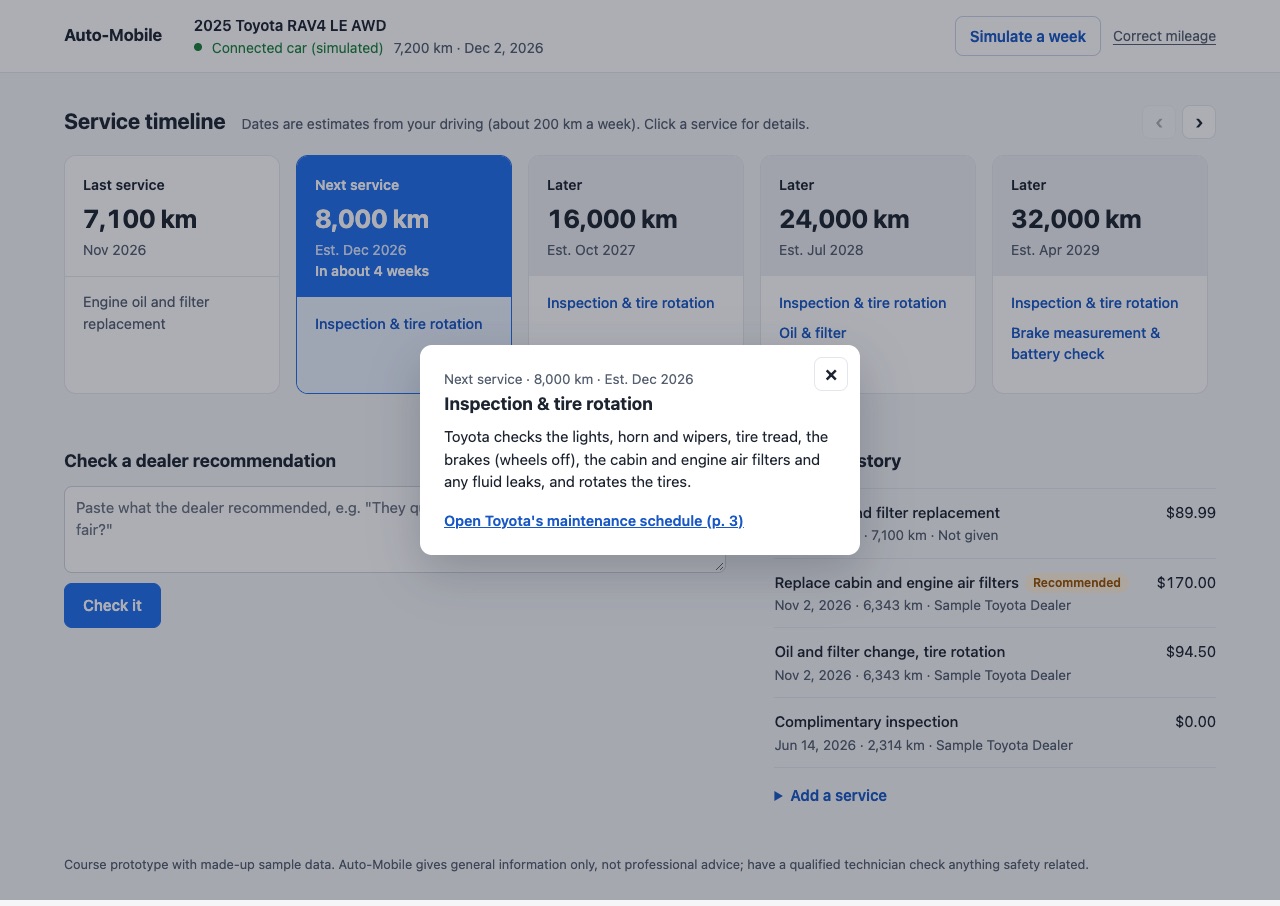 Auto-Mobile
2025 Toyota RAV4 LE AWD
Connected car (simulated) 7,200 km · Dec 2, 2026
Simulate a week
Correct mileage
Service timeline
Dates are estimates from your driving (about 200 km a week). Click a service for details.
Last service
7,100 km
Nov 2026
Engine oil and filter
replacement
Next service
8,000 km
Est. Dec 2026
In about 4 weeks
Inspection & tire rotation
Later
16,000 km
Est. Oct 2027
Inspection & tire rotation
Later
24,000 km
Est. Jul 2028
Inspection & tire rotation
Oil & filter
Later
32,000 km
Est. Apr 2029
Inspection & tire rotation
Brake measurement &
battery check
Next service · 8,000 km · Est. Dec 2026
Inspection & tire rotation
Toyota checks the lights, horn and wipers, tire tread, the
brakes (wheels off), the cabin and engine air filters and
any fluid leaks, and rotates the tires.
Open Toyota's maintenance schedule (p. 3)
Check a dealer recommendation
Paste what the dealer recommended, e.g. "They
fair?"
Check it
story
filter replacement $89.99
· 7,100 km · Not given
Replace cabin and engine air filters Recommended $170.00
Nov 2, 2026 · 6,343 km · Sample Toyota Dealer
Oil and filter change, tire rotation $94.50
Nov 2, 2026 · 6,343 km · Sample Toyota Dealer
Complimentary inspection $0.00
Jun 14, 2026 · 2,314 km · Sample Toyota Dealer
Add a service
Course prototype with made-up sample data. Auto-Mobile gives general information only, not professional advice; have a qualified technician check anything safety related.